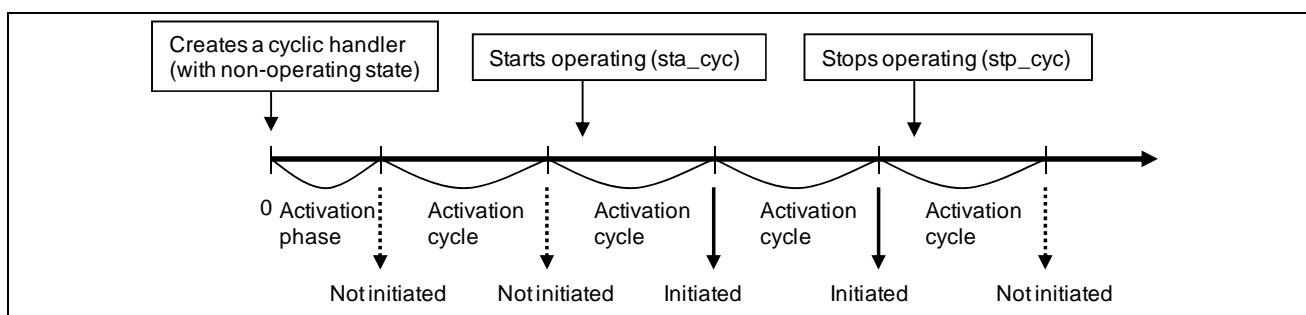 Creates a cyclic handler
(with non-operating state)
Starts operating (sta_cyc)
Stops operating (stp_cyc)
0
Activation
phase
Activation
cycle
Activation
cycle
Activation
cycle
Activation
cycle
Not initiated
Not initiated
Initiated
Initiated
Not initiated